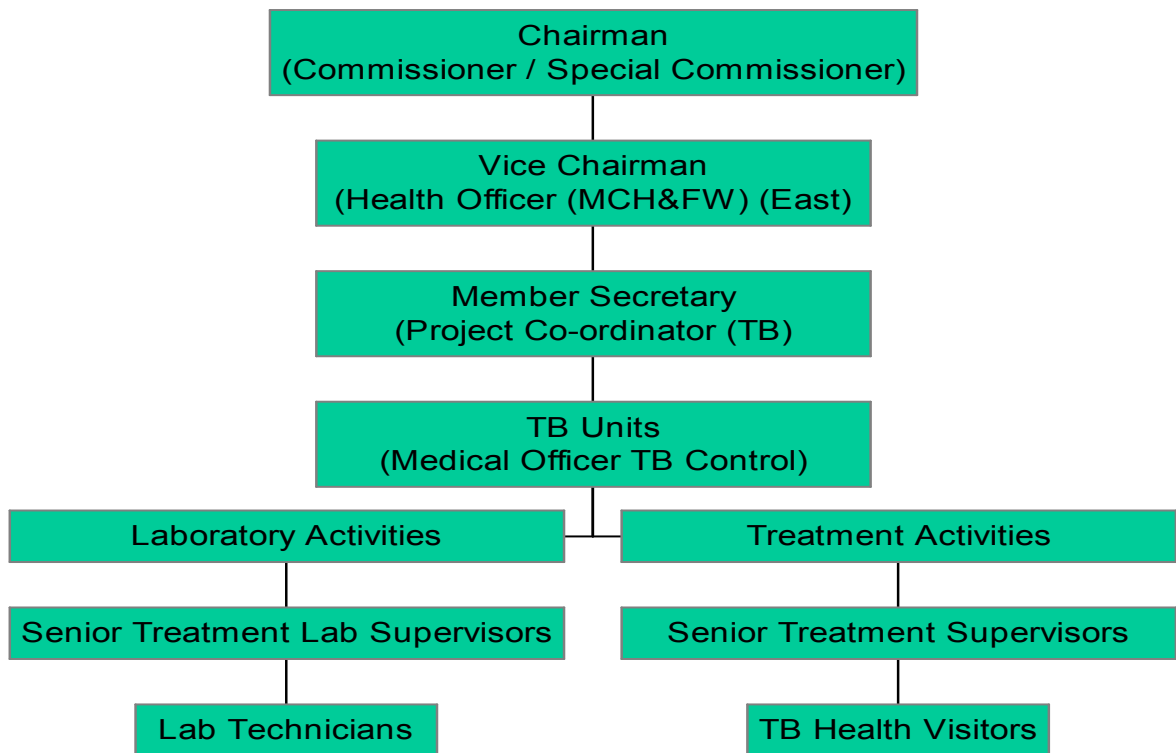 Chairman
(Commissioner / Special Commissioner)
Vice Chairman
(Health Officer (MCH&FW) (East)
Member Secretary
(Project Co-ordinator (TB)
TB Units
(Medical Officer TB Control)
Laboratory Activities
Treatment Activities
Senior Treatment Lab Supervisors
Senior Treatment Supervisors
Lab Technicians
TB Health Visitors